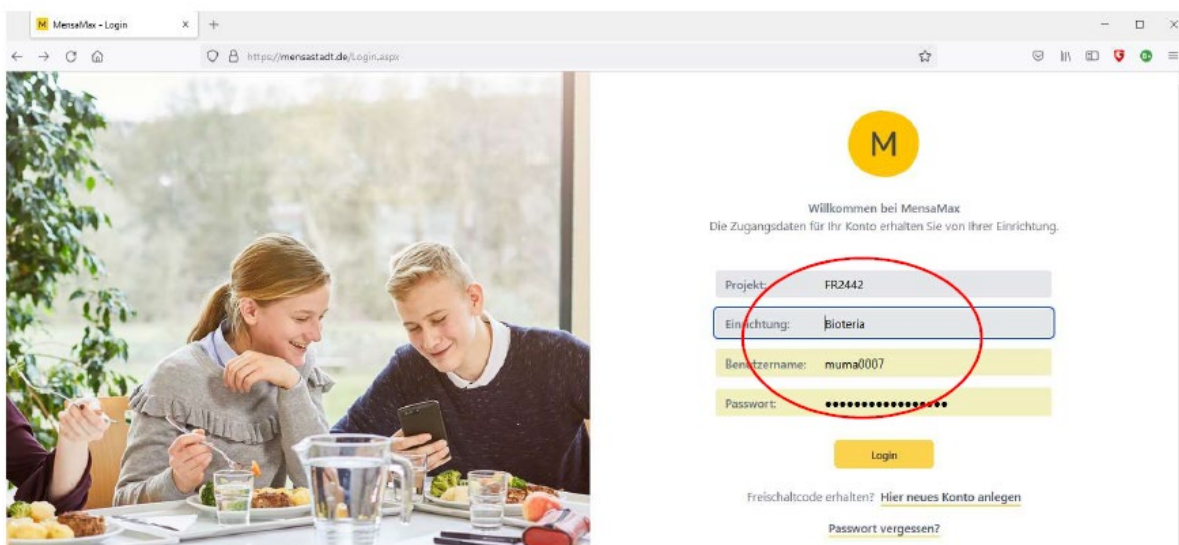 MensaMax - Login
https://mensastadt.de/Login.aspx
M
Willkommen bei MensaMax
Die Zugangsdaten für Ihr Konto erhalten Sie von Ihrer Einrichtung.
Projekt: FR2442
Einrichtung: Bioteria
Benutzername: muma0007
Passwort: ●●●●●●●●●●●●●●●●●
Login
Freischaltcode erhalten? Hier neues Konto anlegen
Passwort vergessen?